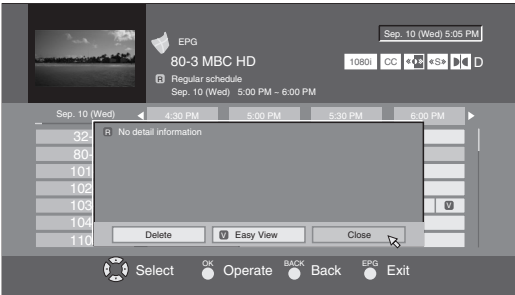 Sep. 10 (Wed) 5:05 PM
EPG
80-3 MBC HD
1080i CC «O» «S» D
R Regular schedule
Sep. 10 (Wed) 5:00 PM ~ 6:00 PM
Sep. 10 (Wed) 4:30 PM 5:00 PM 5:30 PM 6:00 PM
R No detail information
32-
80-
101
102
103 V
104
110
Delete V Easy View Close
Select OK Operate BACK Back EPG Exit